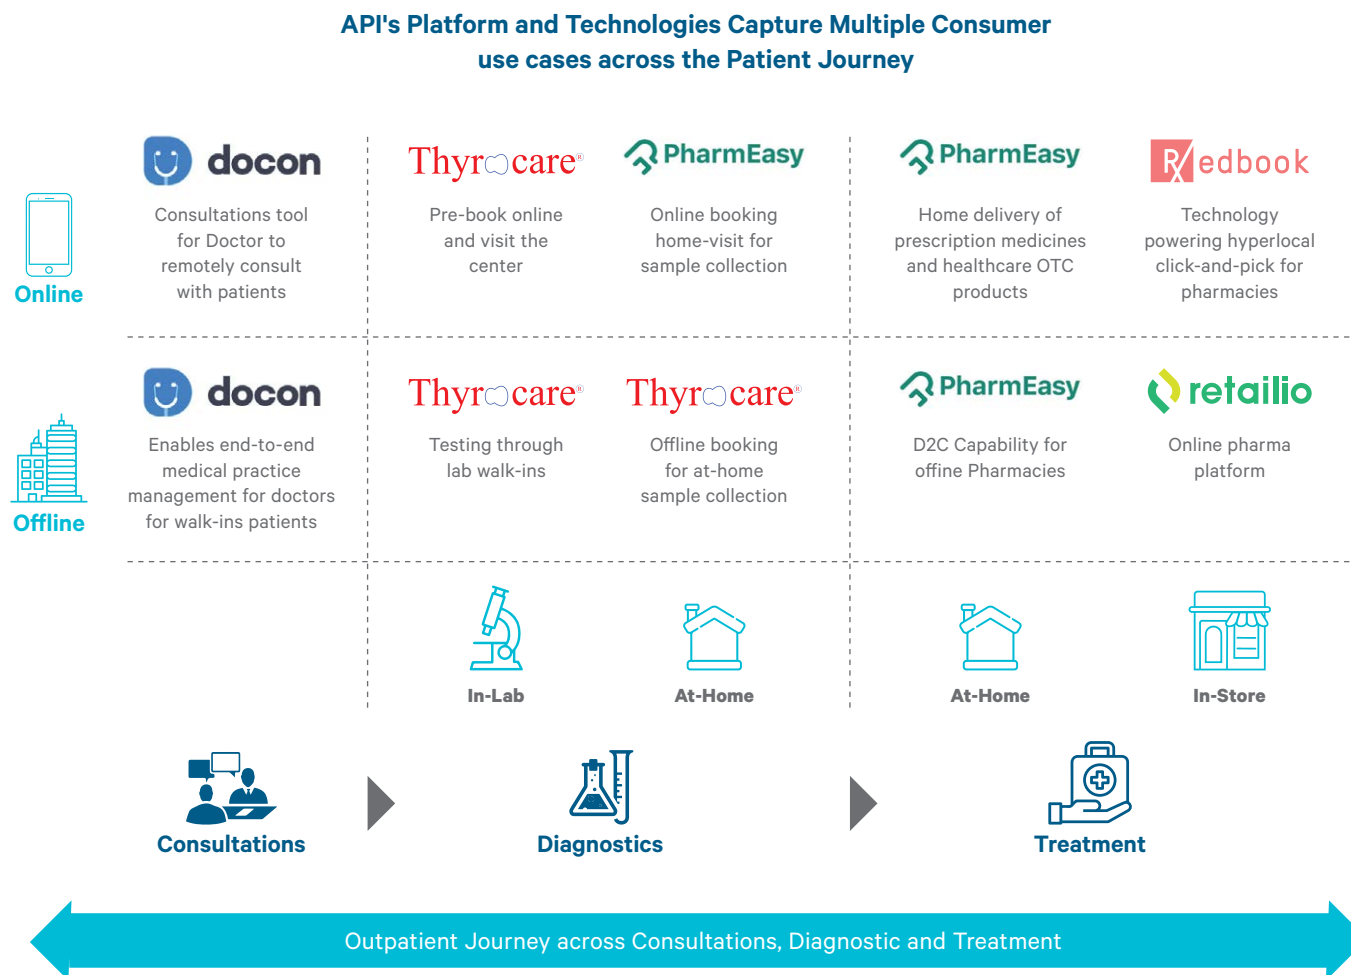 API's Platform and Technologies Capture Multiple Consumer
use cases across the Patient Journey
Online
docon
Consultations tool
for Doctor to
remotely consult
with patients
Thyrocare®
Pre-book online
and visit the
center
PharmEasy
Online booking
home-visit for
sample collection
PharmEasy
Home delivery of
prescription medicines
and healthcare OTC
products
Rxedbook
Technology
powering hyperlocal
click-and-pick for
pharmacies
Offline
docon
Enables end-to-end
medical practice
management for doctors
for walk-ins patients
Thyrocare®
Testing through
lab walk-ins
Thyrocare®
Offline booking
for at-home
sample collection
PharmEasy
D2C Capability for
offine Pharmacies
retailio
Online pharma
platform
In-Lab
At-Home
At-Home
In-Store
Consultations
Diagnostics
Treatment
Outpatient Journey across Consultations, Diagnostic and Treatment